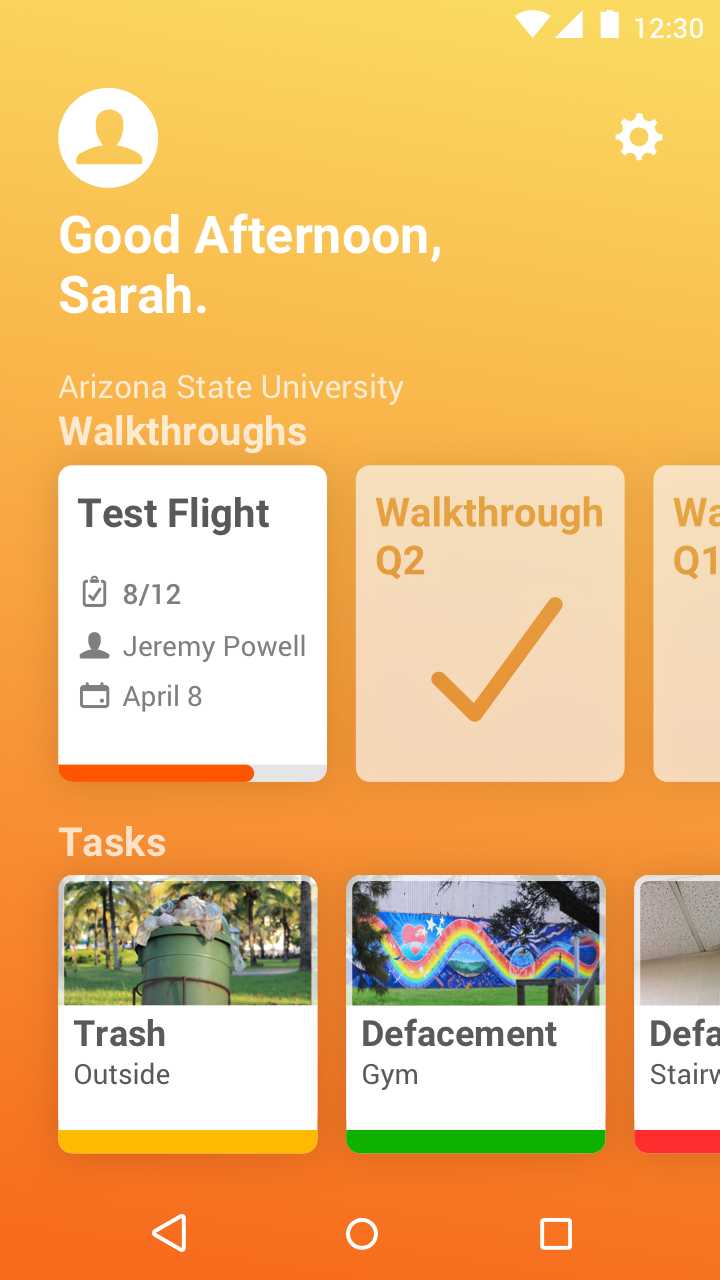 12:30
Good Afternoon,
Sarah.
Arizona State University
Walkthroughs
Test Flight
8/12
Jeremy Powell
April 8
Walkthrough
Q2
Wa
Q1
Tasks
Trash
Outside
Defacement
Gym
Defa
Stairw